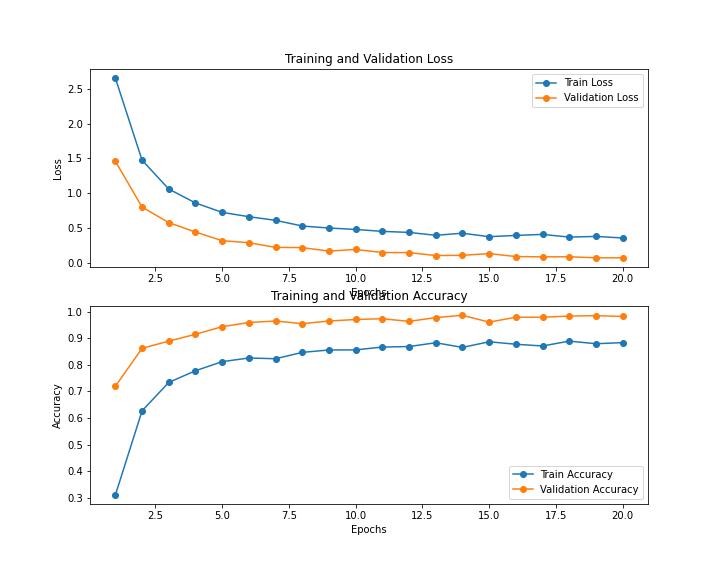 Training and Validation Loss
Loss
2.5
2.0
1.5
1.0
0.5
0.0
Train Loss
Validation Loss
2.5 5.0 7.5 10.0 12.5 15.0 17.5 20.0
Epochs
Training and Validation Accuracy
Accuracy
1.0
0.9
0.8
0.7
0.6
0.5
0.4
0.3
Train Accuracy
Validation Accuracy
2.5 5.0 7.5 10.0 12.5 15.0 17.5 20.0
Epochs